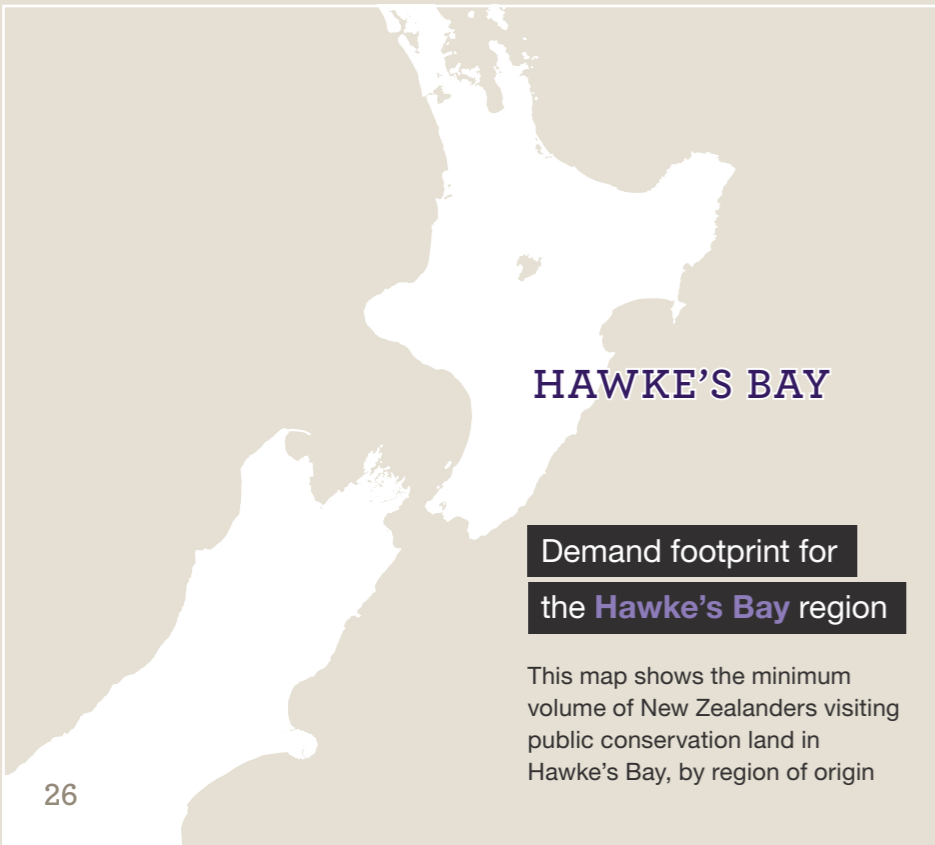 HAWKE’S BAY
Demand footprint for
the Hawke’s Bay region
This map shows the minimum
volume of New Zealanders visiting
public conservation land in
Hawke’s Bay, by region of origin
26